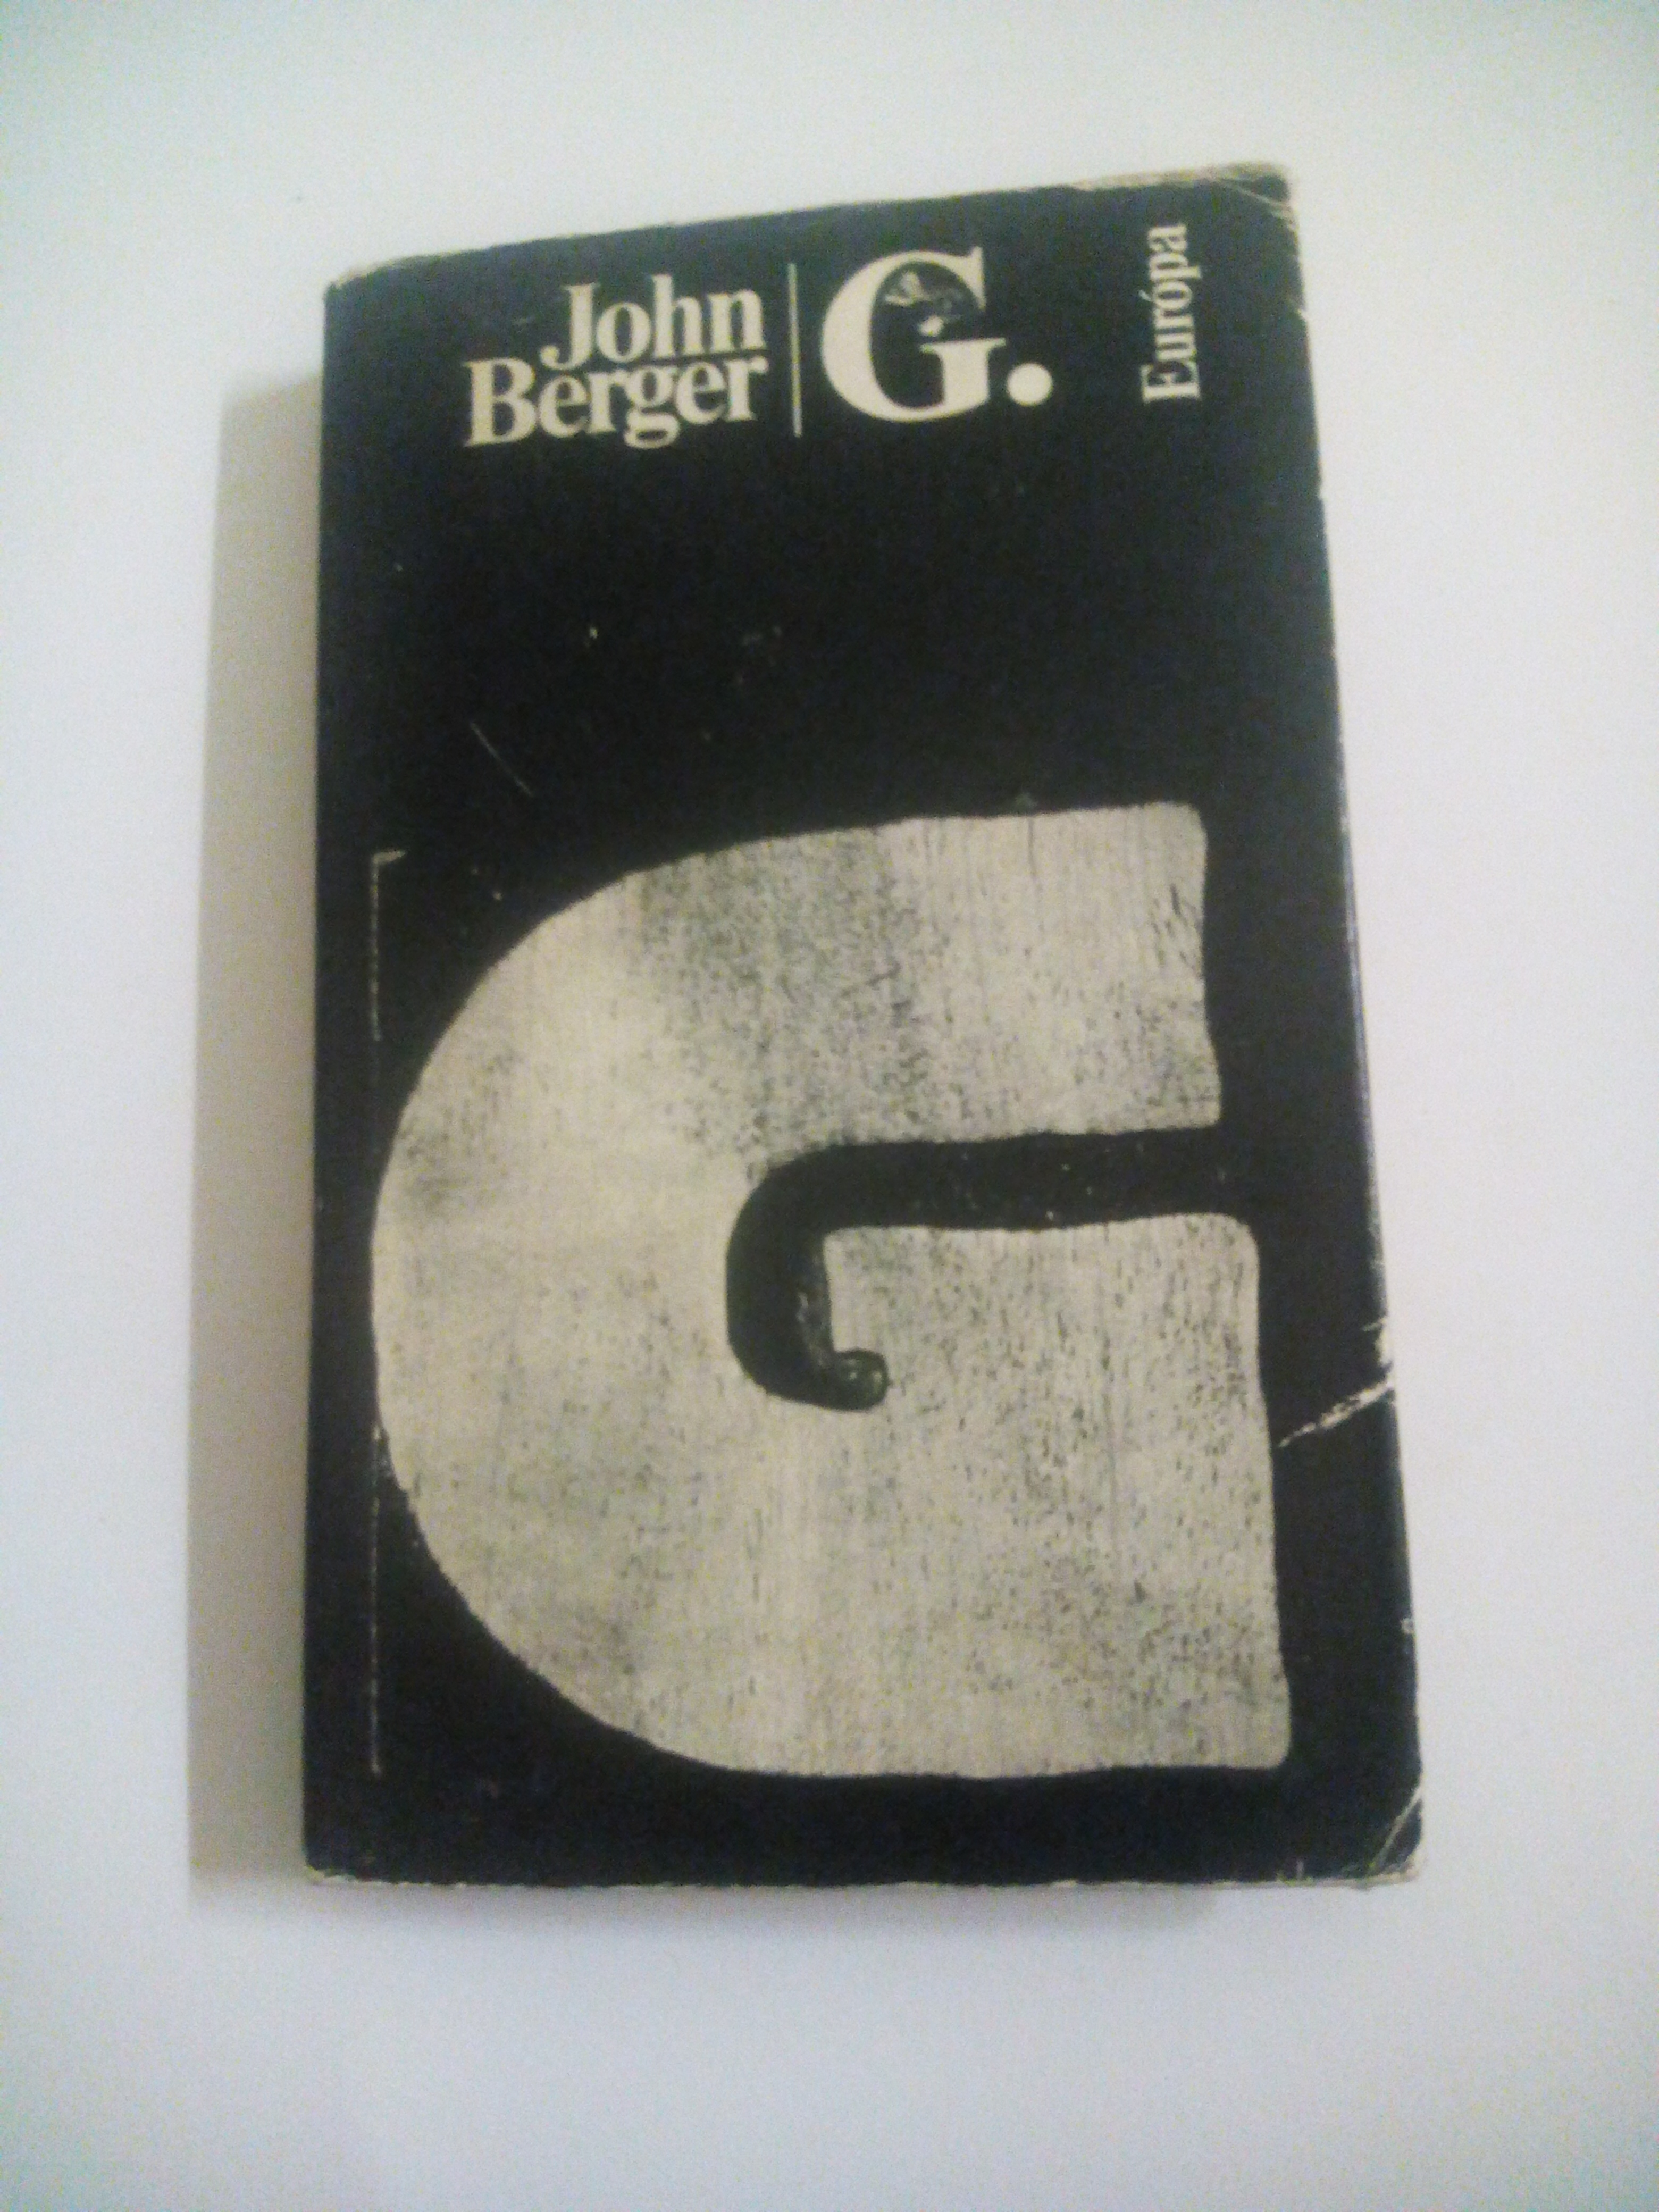 John
Berger
G.
Európa
G